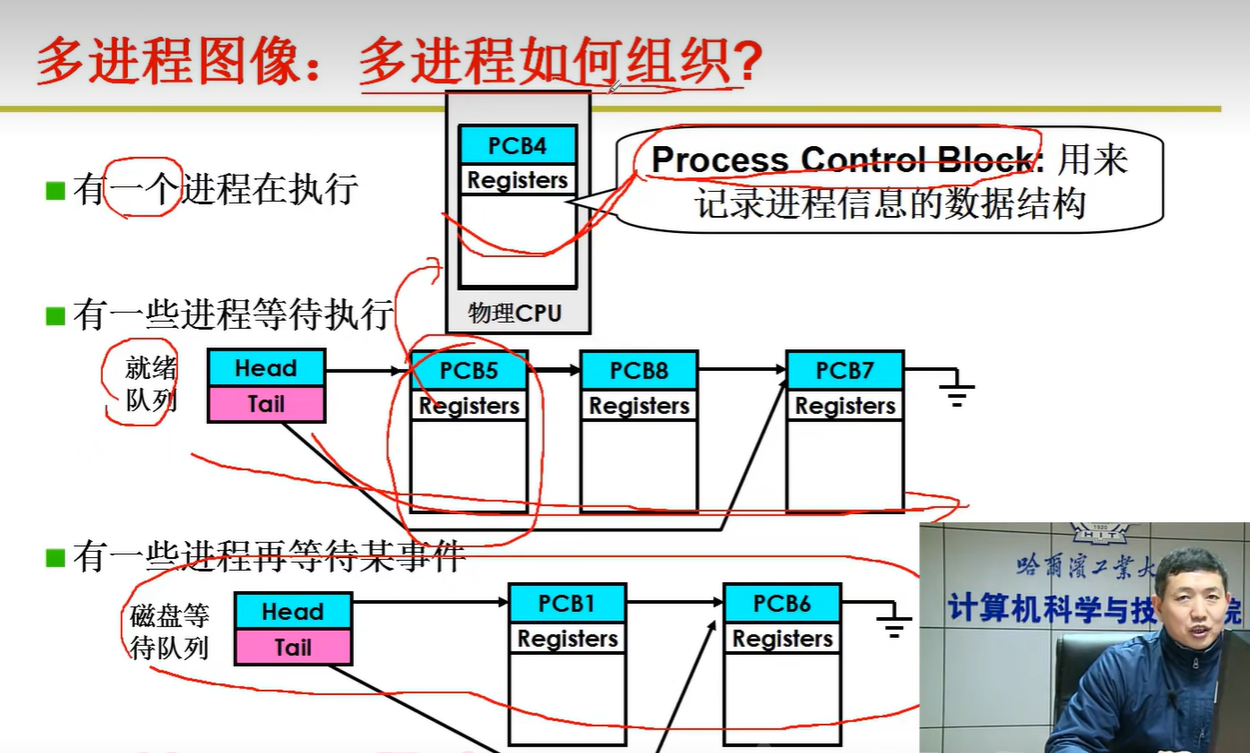 多进程图像：多进程如何组织?
有一个进程在执行
PCB4
Registers
物理CPU
Process Control Block: 用来
记录进程信息的数据结构
有一些进程等待执行
就绪
队列
Head
Tail
PCB5
Registers
PCB8
Registers
PCB7
Registers
有一些进程再等待某事件
磁盘等
待队列
Head
Tail
PCB1
Registers
PCB6
Registers
1920
HIT
哈爾濱工業大
计算机科学与技
院